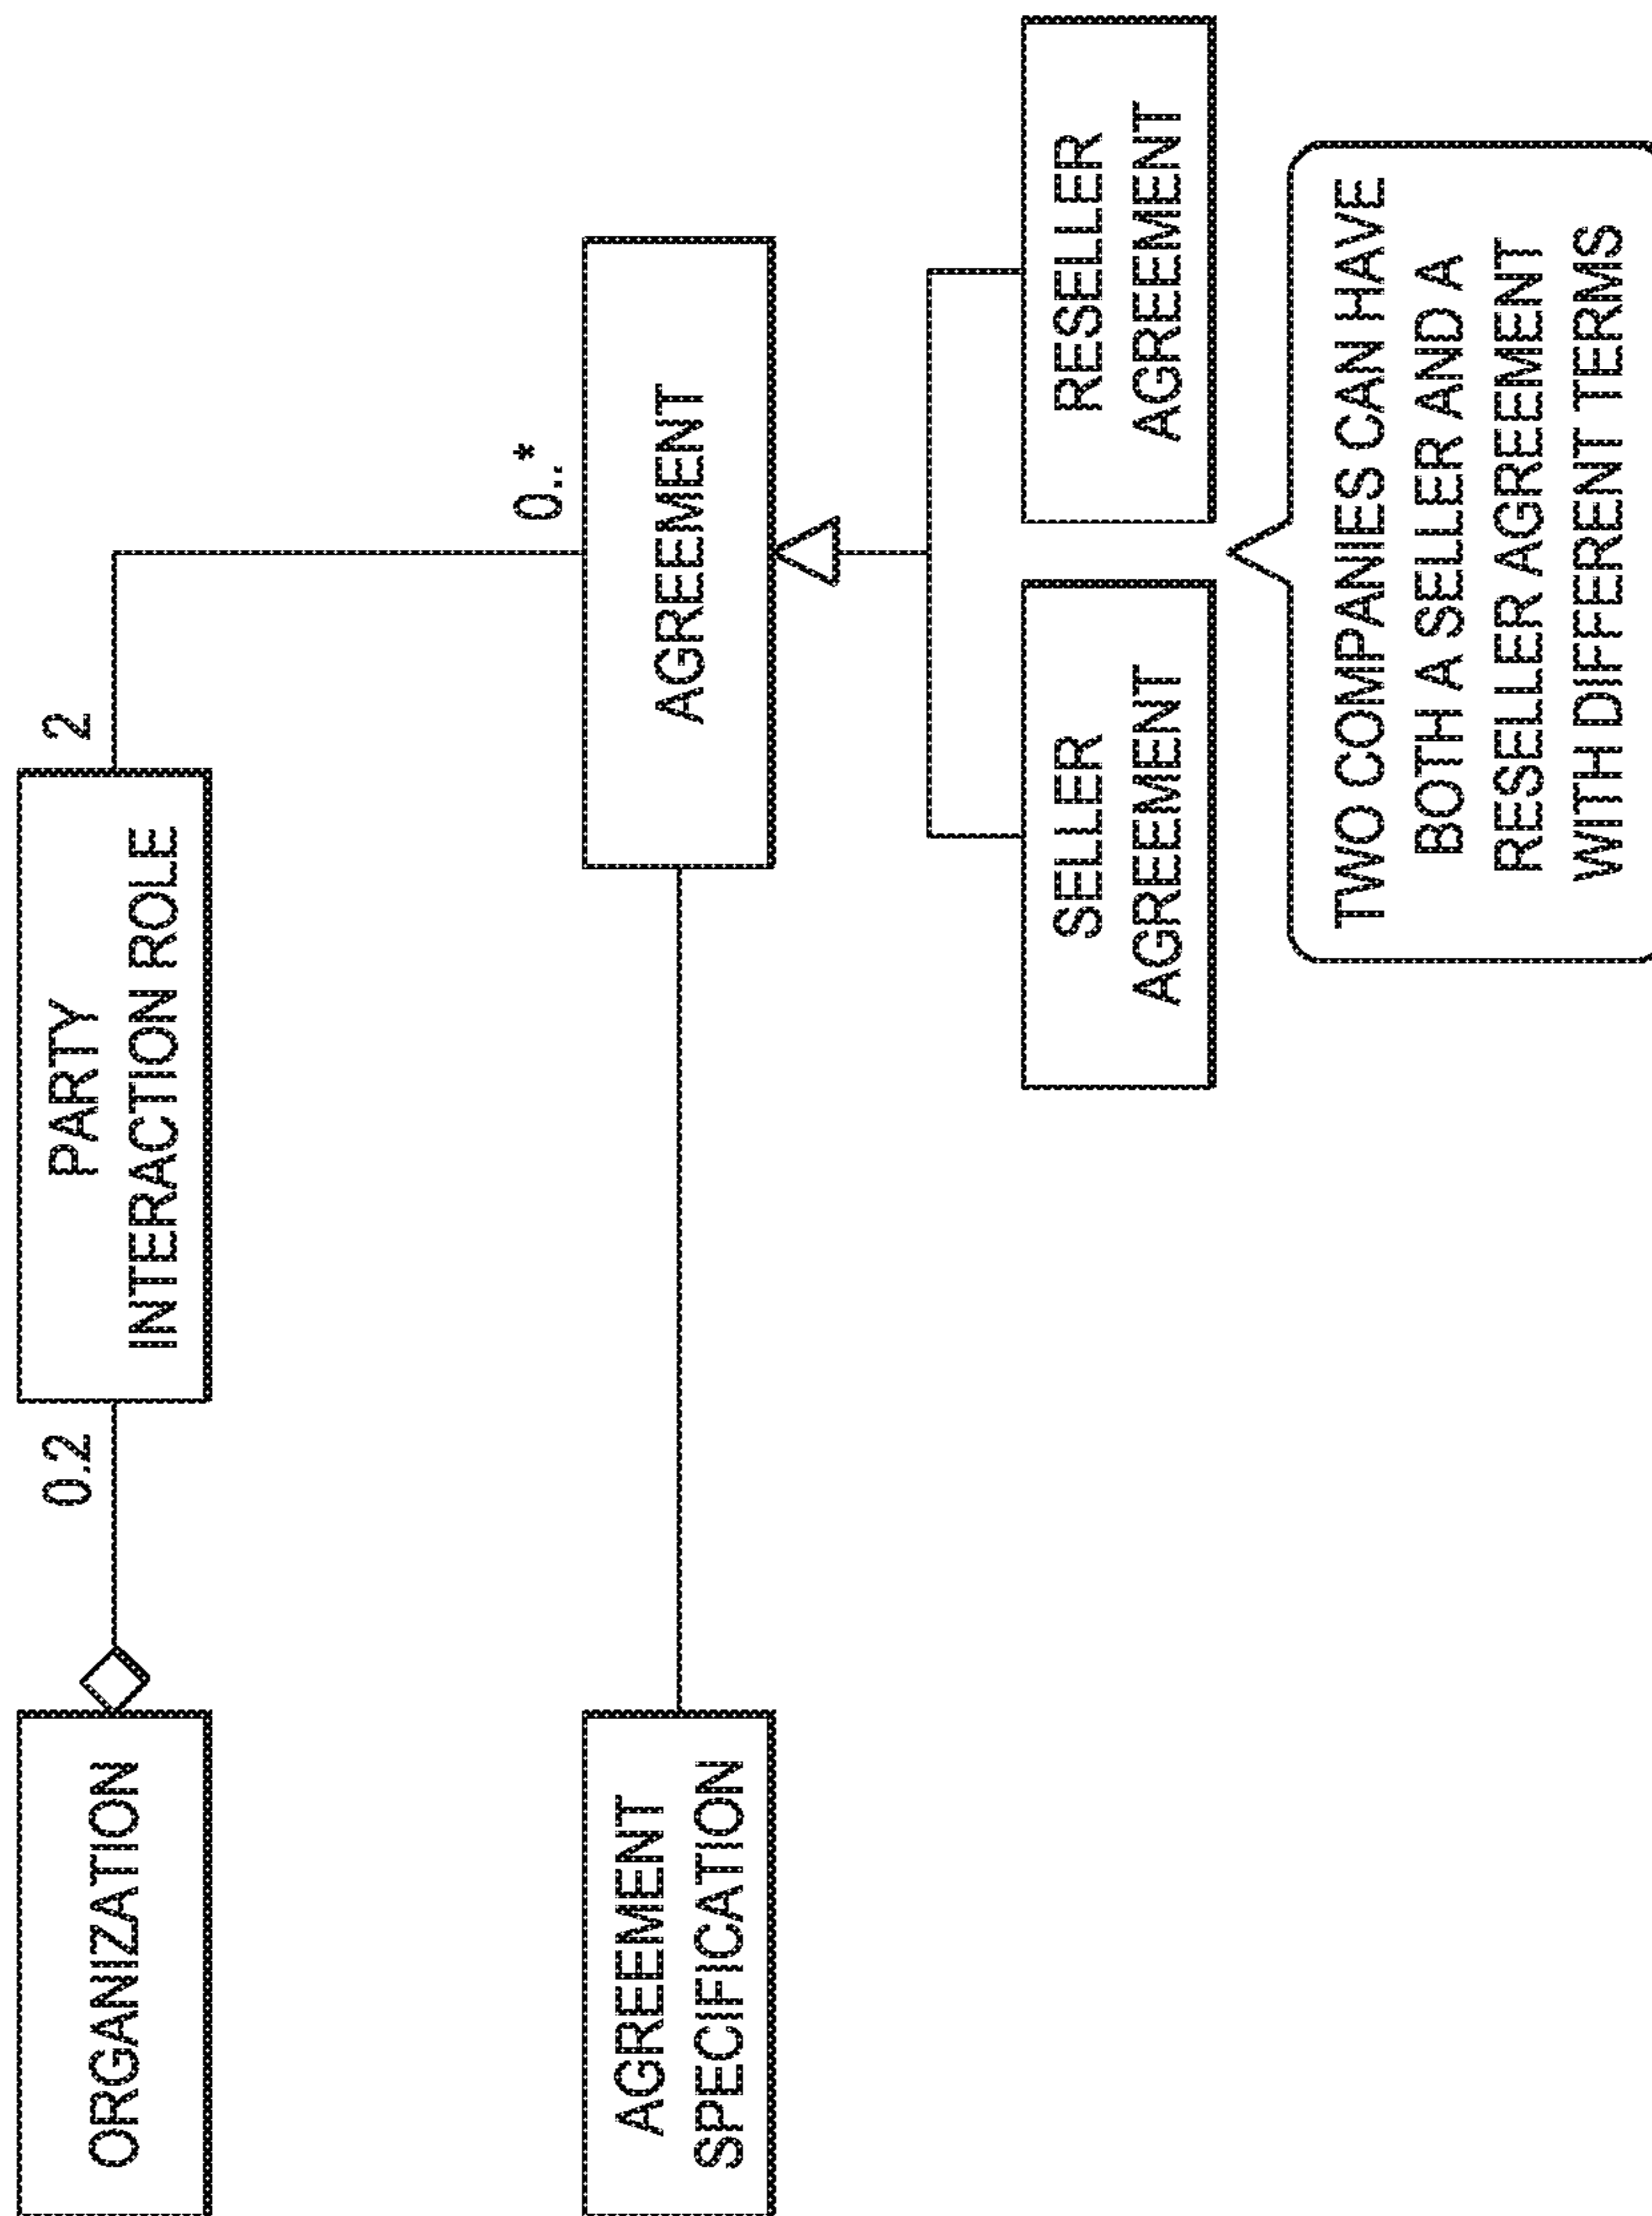 ORGANIZATION
0.2
PARTY
INTERACTION ROLE
2
0..*
AGREEMENT
SPECIFICATION
AGREEMENT
SELLER
AGREEMENT
RESELLER
AGREEMENT
TWO COMPANIES CAN HAVE
BOTH A SELLER AND A
RESELLER AGREEMENT
WITH DIFFERENT TERMS